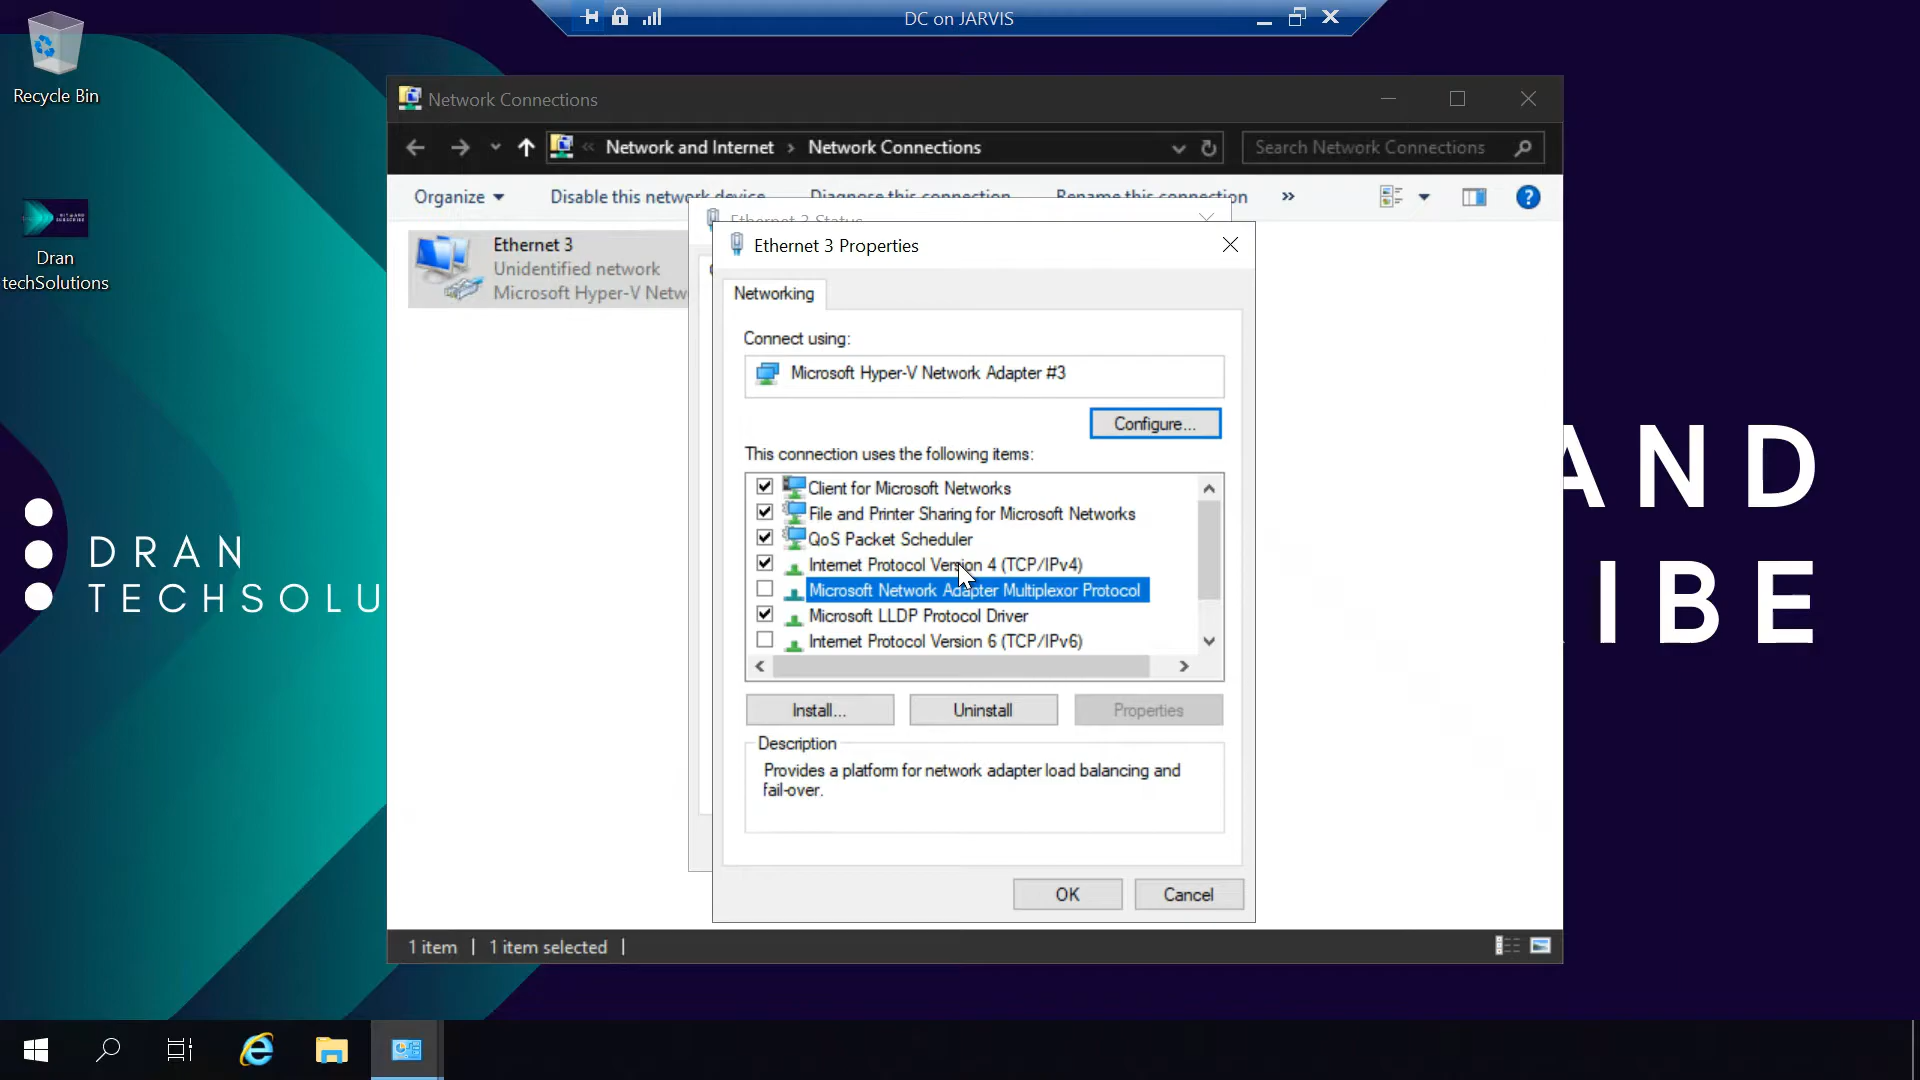 DC on JARVIS
Recycle Bin
Network Connections
Network and Internet > Network Connections
Search Network Connections
Organize
Disable this network device
Diagnose this connection
Rename this connection
»
Dran
techSolutions
Ethernet 3
Unidentified network
Microsoft Hyper-V Netw
Ethernet 3 Status
Ethernet 3 Properties
Networking
Connect using:
Microsoft Hyper-V Network Adapter #3
Configure...
This connection uses the following items:
Client for Microsoft Networks
File and Printer Sharing for Microsoft Networks
QoS Packet Scheduler
Internet Protocol Version 4 (TCP/IPv4)
Microsoft Network Adapter Multiplexor Protocol
Microsoft LLDP Protocol Driver
Internet Protocol Version 6 (TCP/IPv6)
Install...
Uninstall
Properties
Description
Provides a platform for network adapter load balancing and
fail-over.
OK
Cancel
1 item
1 item selected
DRAN
TECHSOLU
AND
IBE